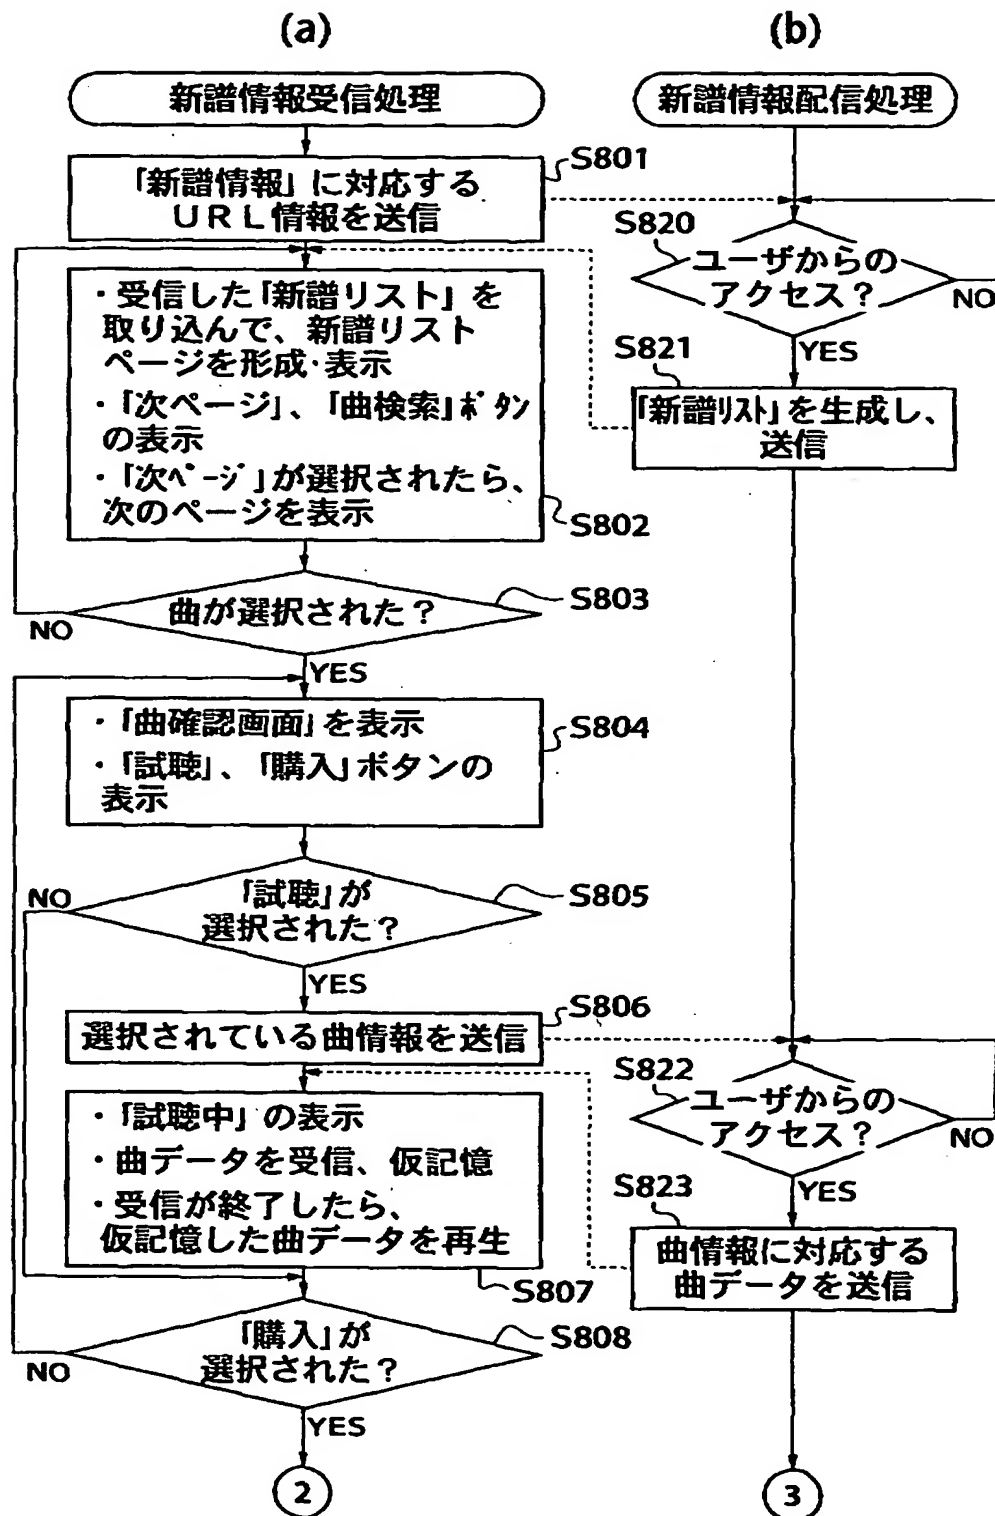 (a)
新譜情報受信処理
S801
「新譜情報」に対応する
URL情報を送信
・受信した「新譜リスト」を
取り込んで、新譜リスト
ページを形成・表示
・「次ページ」、「曲検索」ボタン
の表示
・「次ページ」が選択されたら、
次のページを表示
S802
曲が選択された?
S803
NO
YES
・「曲確認画面」を表示
・「試聴」、「購入」ボタンの
表示
S804
「試聴」が
選択された?
S805
NO
YES
S806
選択されている曲情報を送信
・「試聴中」の表示
・曲データを受信、仮記憶
・受信が終了したら、
仮記憶した曲データを再生
S807
「購入」が
選択された?
S808
NO
YES
2
(b)
新譜情報配信処理
S820
ユーザからの
アクセス?
NO
YES
S821
「新譜リスト」を生成し、
送信
S822
ユーザからの
アクセス?
NO
YES
S823
曲情報に対応する
曲データを送信
3